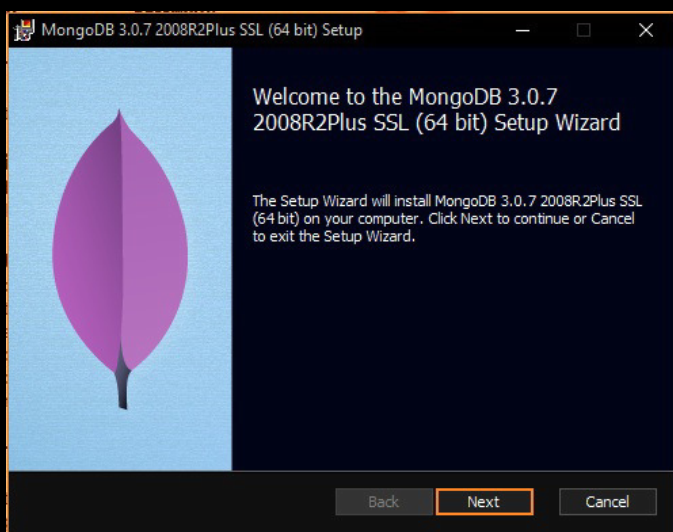 MongoDB 3.0.7 2008R2Plus SSL (64 bit) Setup
Welcome to the MongoDB 3.0.7
2008R2Plus SSL (64 bit) Setup Wizard
The Setup Wizard will install MongoDB 3.0.7 2008R2Plus SSL
(64 bit) on your computer. Click Next to continue or Cancel
to exit the Setup Wizard.
Back Next Cancel